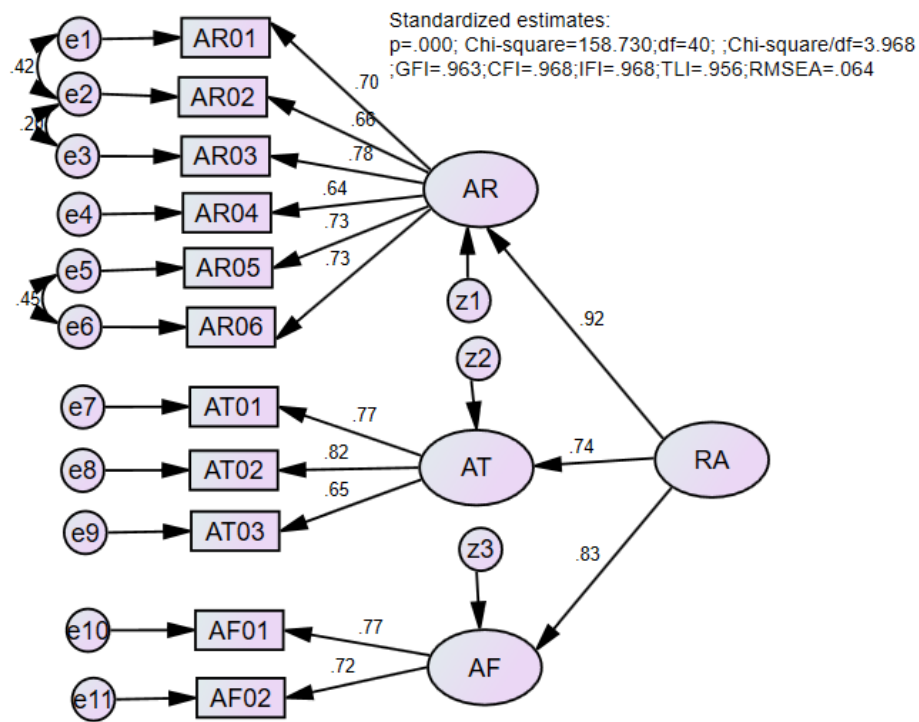 Standardized estimates:
p=.000; Chi-square=158.730;df=40; ;Chi-square/df=3.968
;GFI=.963;CFI=.968;IFI=.968;TLI=.956;RMSEA=.064
e1
AR01
.42
.70
e2
AR02
.66
e3
AR03
.78
AR
e4
AR04
.64
e5
AR05
.73
.45
e6
AR06
.73
z1
.92
z2
e7
AT01
.77
e8
AT02
.82
AT
.74
RA
e9
AT03
.65
z3
.83
e10
AF01
.77
AF
e11
AF02
.72